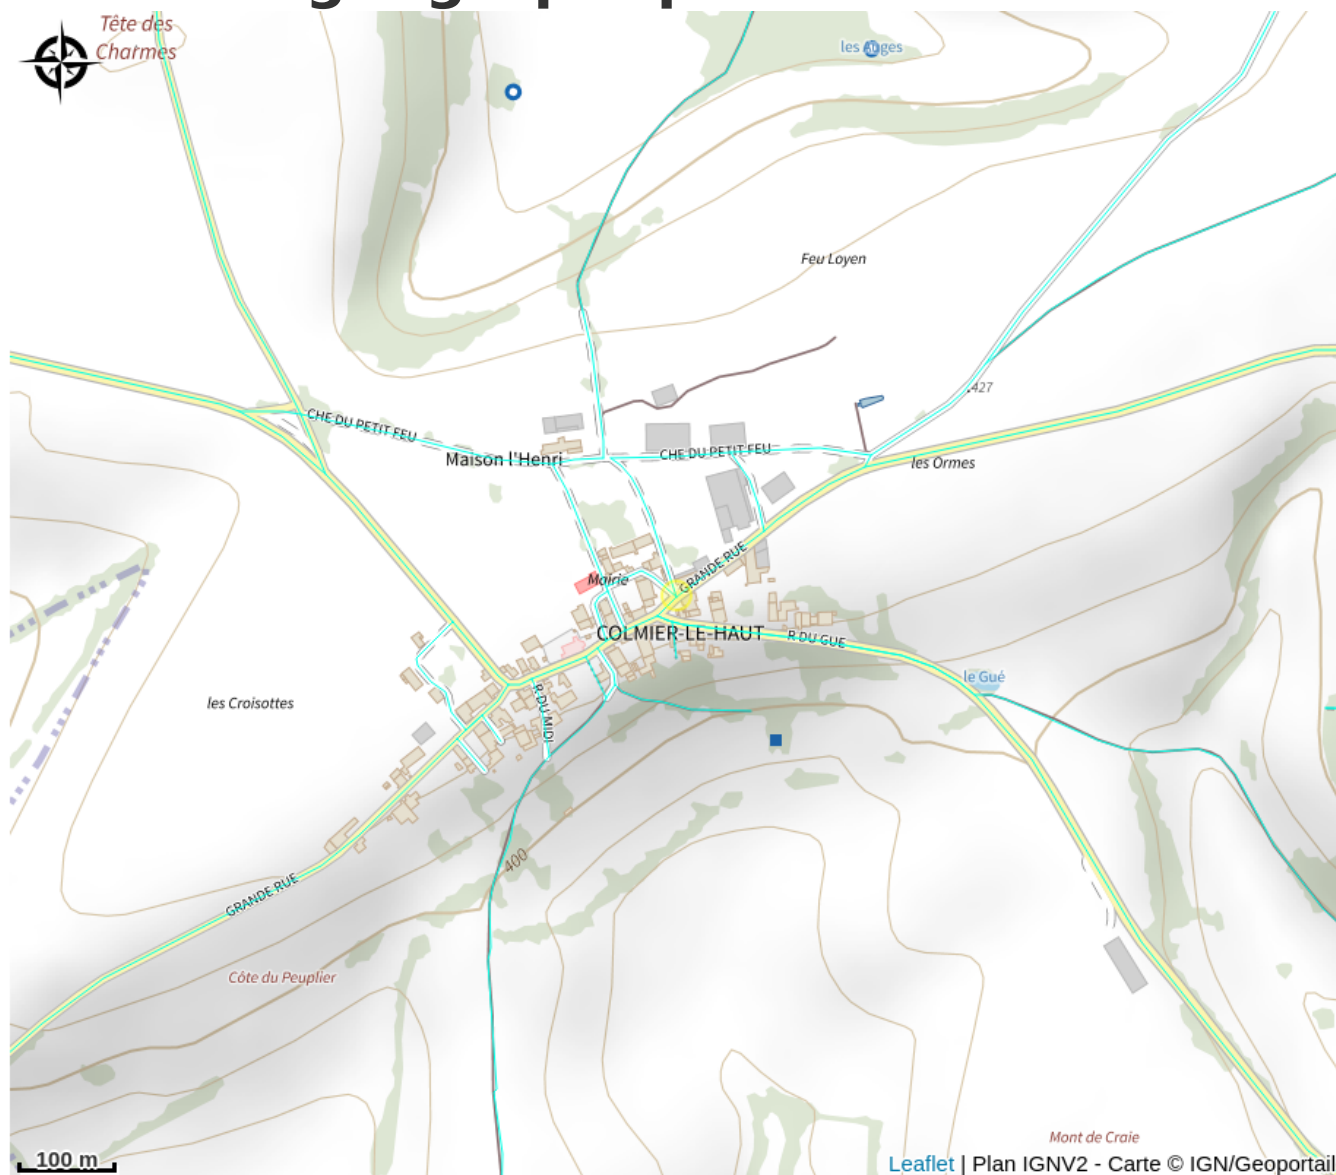 Tête des
Charmes
les Auges
Feu Loyen
427
CHE DU PETIT FEU
Maison l'Henri
CHE DU PETIT FEU
les Ormes
GRANDE RUE
Mairie
COLMIER-LE-HAUT
R DU GUE
le Gué
R DU MIDI
les Croisottes
400
GRANDE RUE
Côte du Peuplier
Mont de Craie
100 m
Leaflet | Plan IGNV2 - Carte © IGN/Geoportail